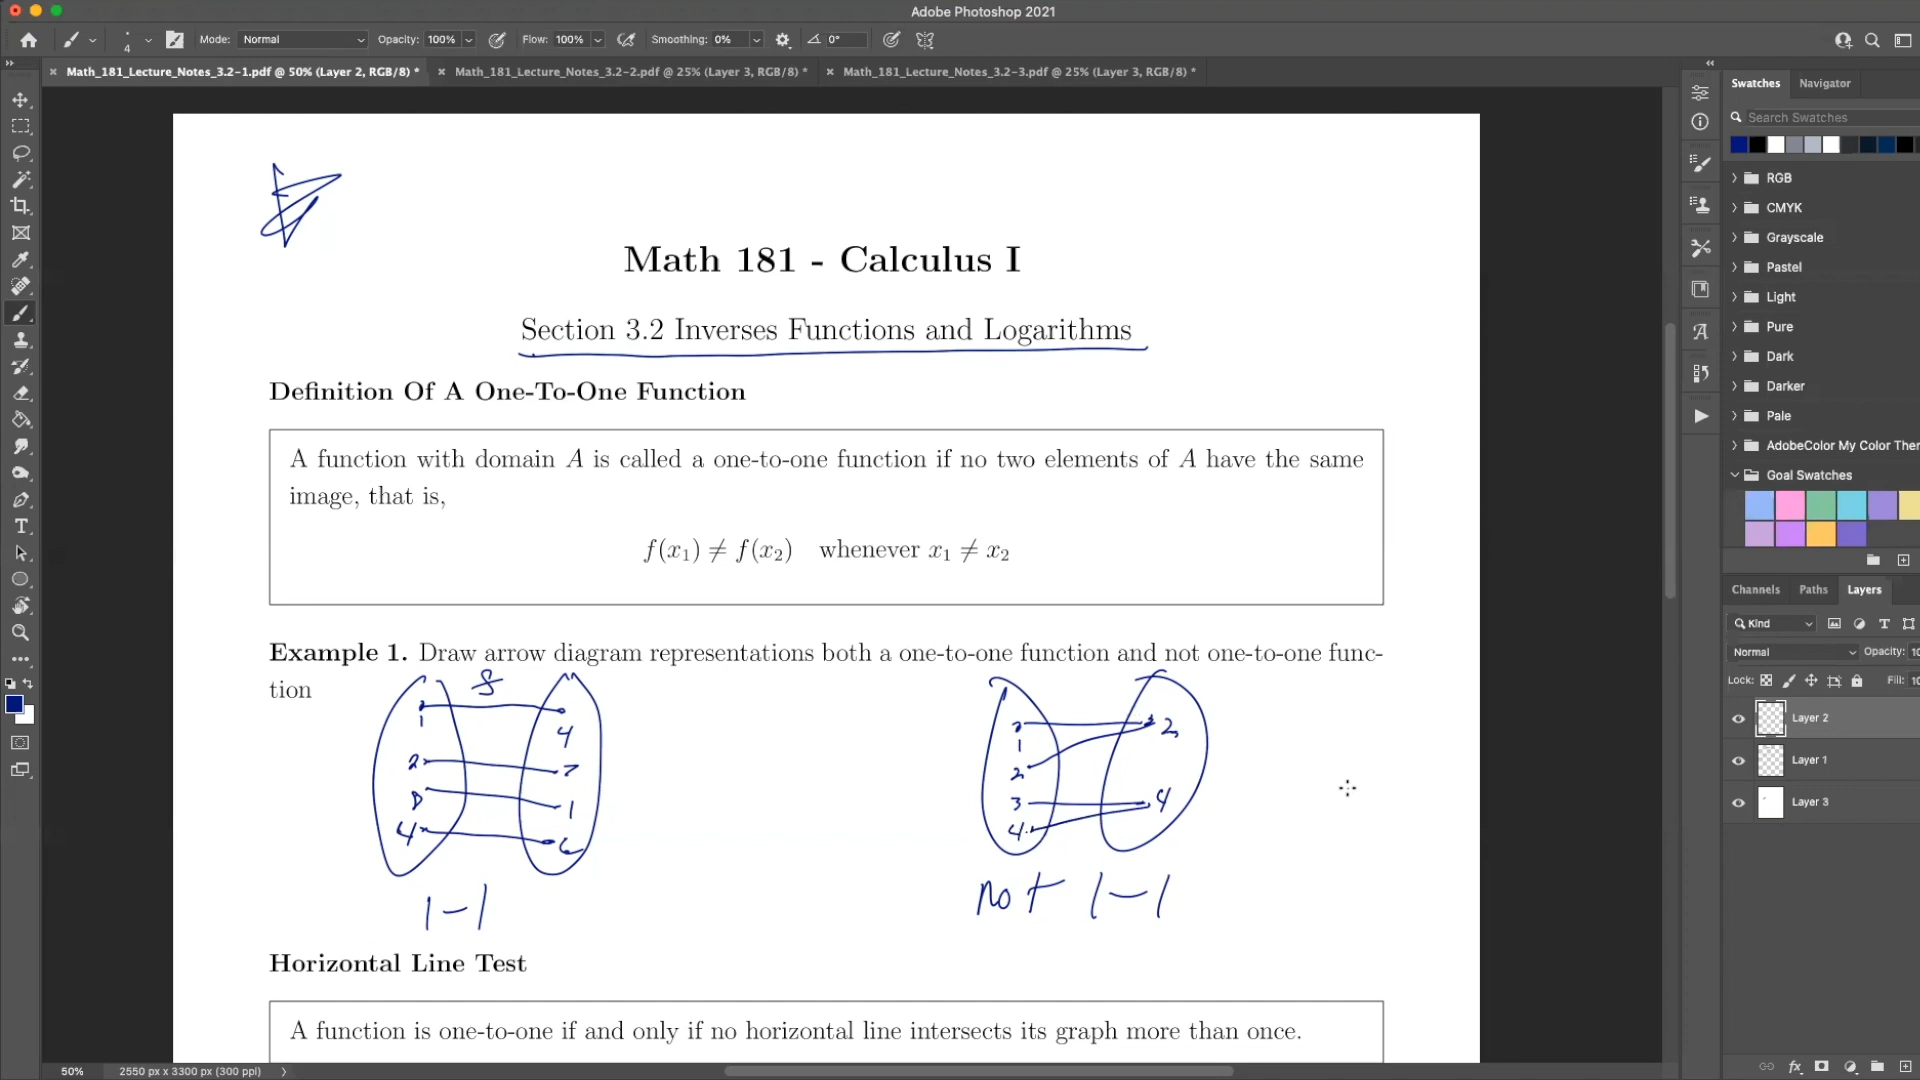 Adobe Photoshop 2021
4 Mode: Normal Opacity: 100% Flow: 100% Smoothing: 0% 0°
Math_181_Lecture_Notes_3.2-1.pdf @ 50% (Layer 2, RGB/8) * Math_181_Lecture_Notes_3.2-2.pdf @ 25% (Layer 3, RGB/8) * Math_181_Lecture_Notes_3.2-3.pdf @ 25% (Layer 3, RGB/8) *
Math 181 - Calculus I
Section 3.2 Inverses Functions and Logarithms
Definition Of A One-To-One Function
A function with domain A is called a one-to-one function if no two elements of A have the same
image, that is,
f(x₁) ≠ f(x₂) whenever x₁ ≠ x₂
Example 1. Draw arrow diagram representations both a one-to-one function and not one-to-one func-
tion
f
1 4
2 7
1
4 6
1-1
1 2
2
3 4
4
not 1-1
Horizontal Line Test
A function is one-to-one if and only if no horizontal line intersects its graph more than once.
50% 2550 px x 3300 px (300 ppi)
Swatches Navigator
Search Swatches
RGB
CMYK
Grayscale
Pastel
Light
Pure
Dark
Darker
Pale
AdobeColor My Color Ther
Goal Swatches
Channels Paths Layers
Kind
Normal Opacity: 10
Lock: Fill: 10
Layer 2
Layer 1
Layer 3